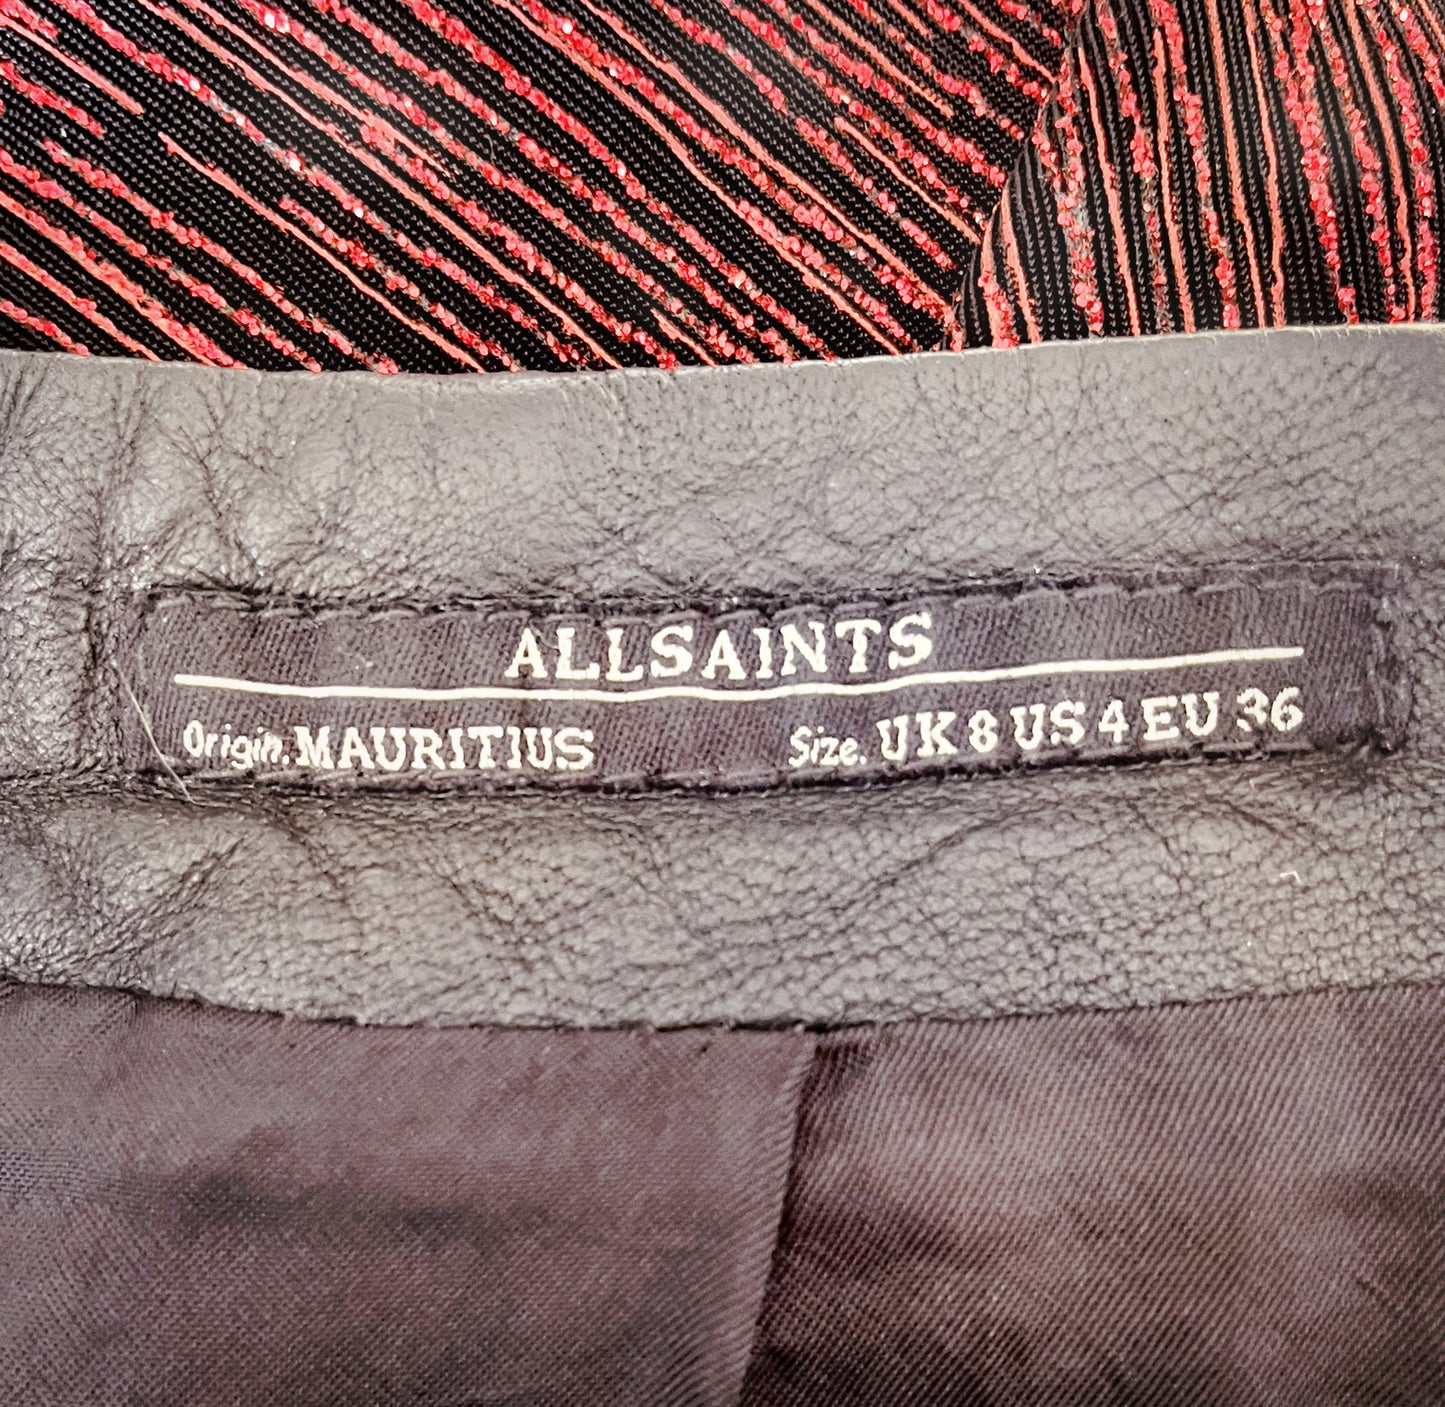 ALLSAINTS
Origin. MAURITIUS Size. UK 8 US 4 EU 36